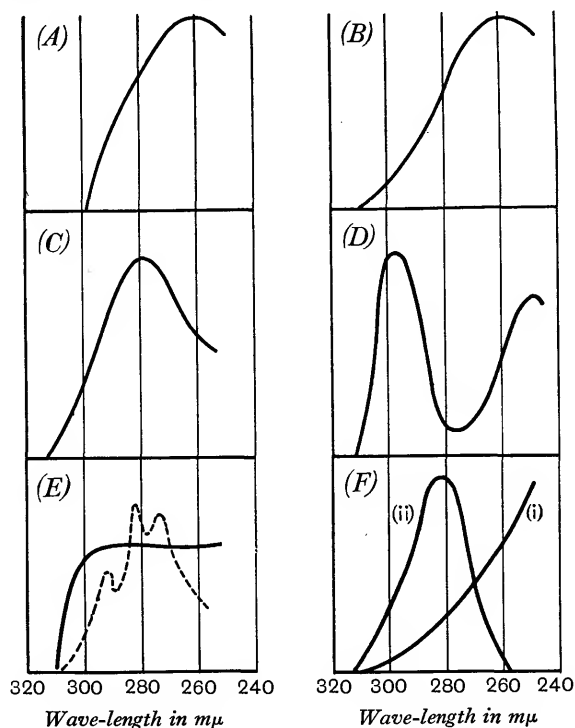 (A) (B)
(C) (D)
(E) (F)
(ii) (i)
320 300 280 260 240 320 300 280 260 240
Wave-length in mμ Wave-length in mμ